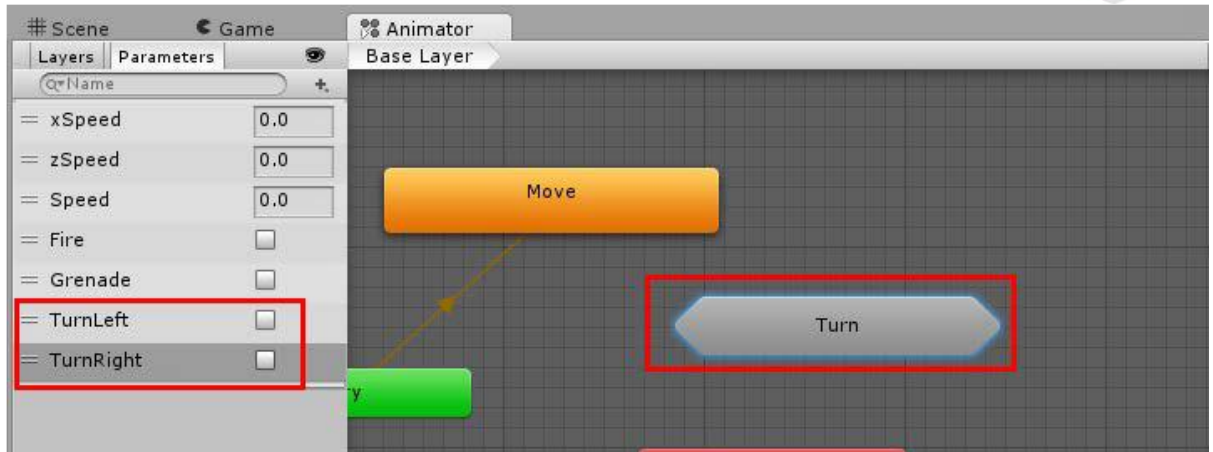 Scene Game Animator
Layers Parameters Base Layer
Name
xSpeed 0.0
zSpeed 0.0
Speed 0.0
Move
Fire
Grenade
TurnLeft
Turn
TurnRight
y